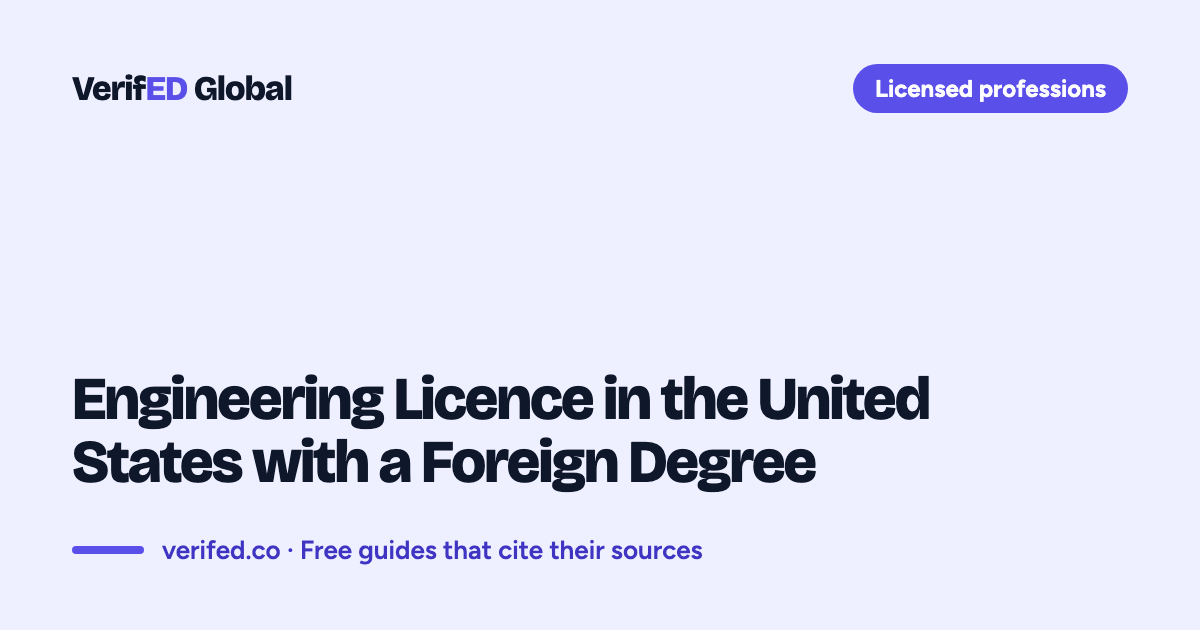 VerifED Global
Licensed professions
Engineering Licence in the United
States with a Foreign Degree
verifed.co · Free guides that cite their sources